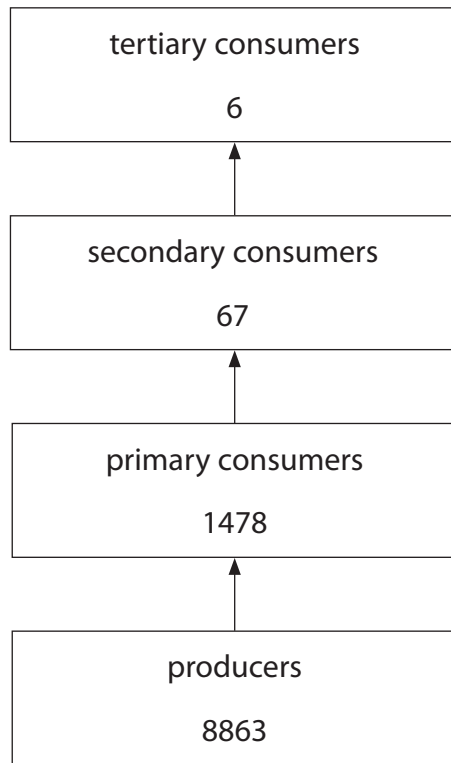 tertiary consumers
6
secondary consumers
67
primary consumers
1478
producers
8863